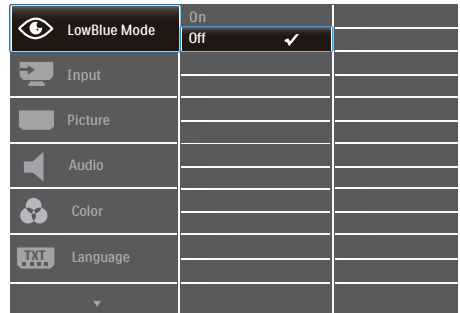 LowBlue Mode
On
Off
Input
Picture
Audio
Color
TXT
Language